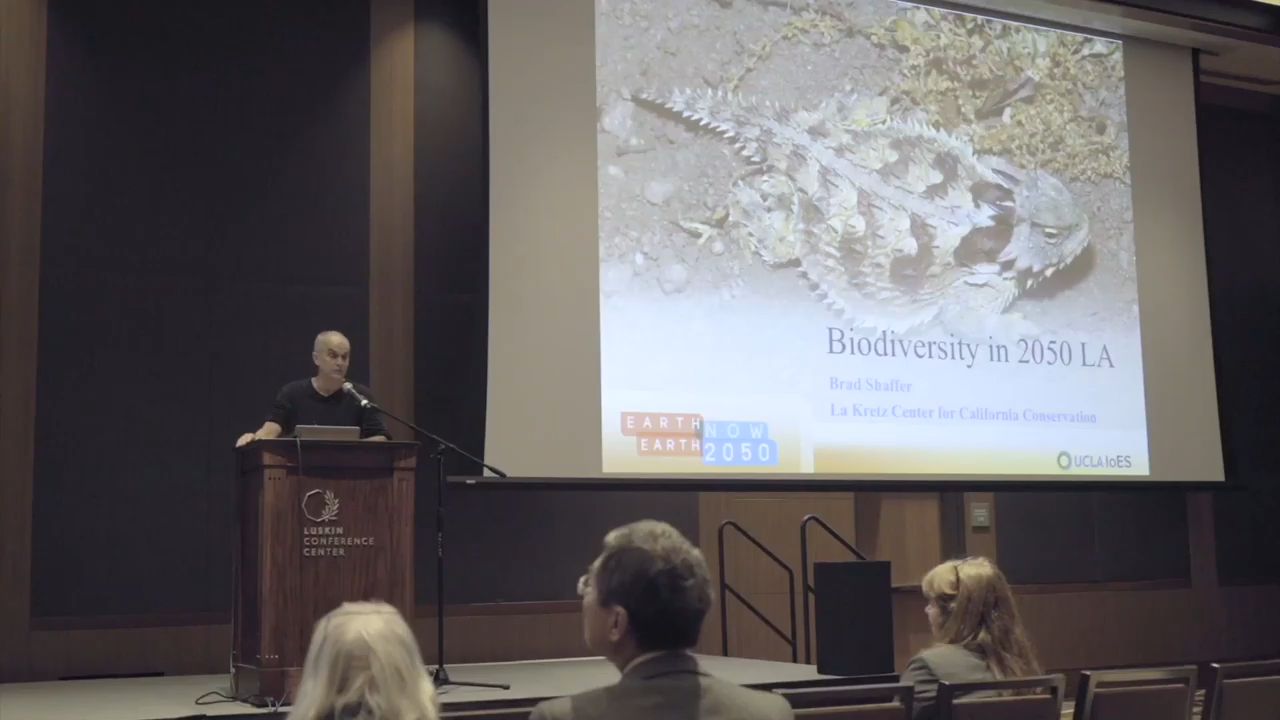 Biodiversity in 2050 LA
Brad Shaffer
La Kretz Center for California Conservation
EARTH NOW
EARTH 2050
UCLA IoES
LUSKIN
CONFERENCE
CENTER